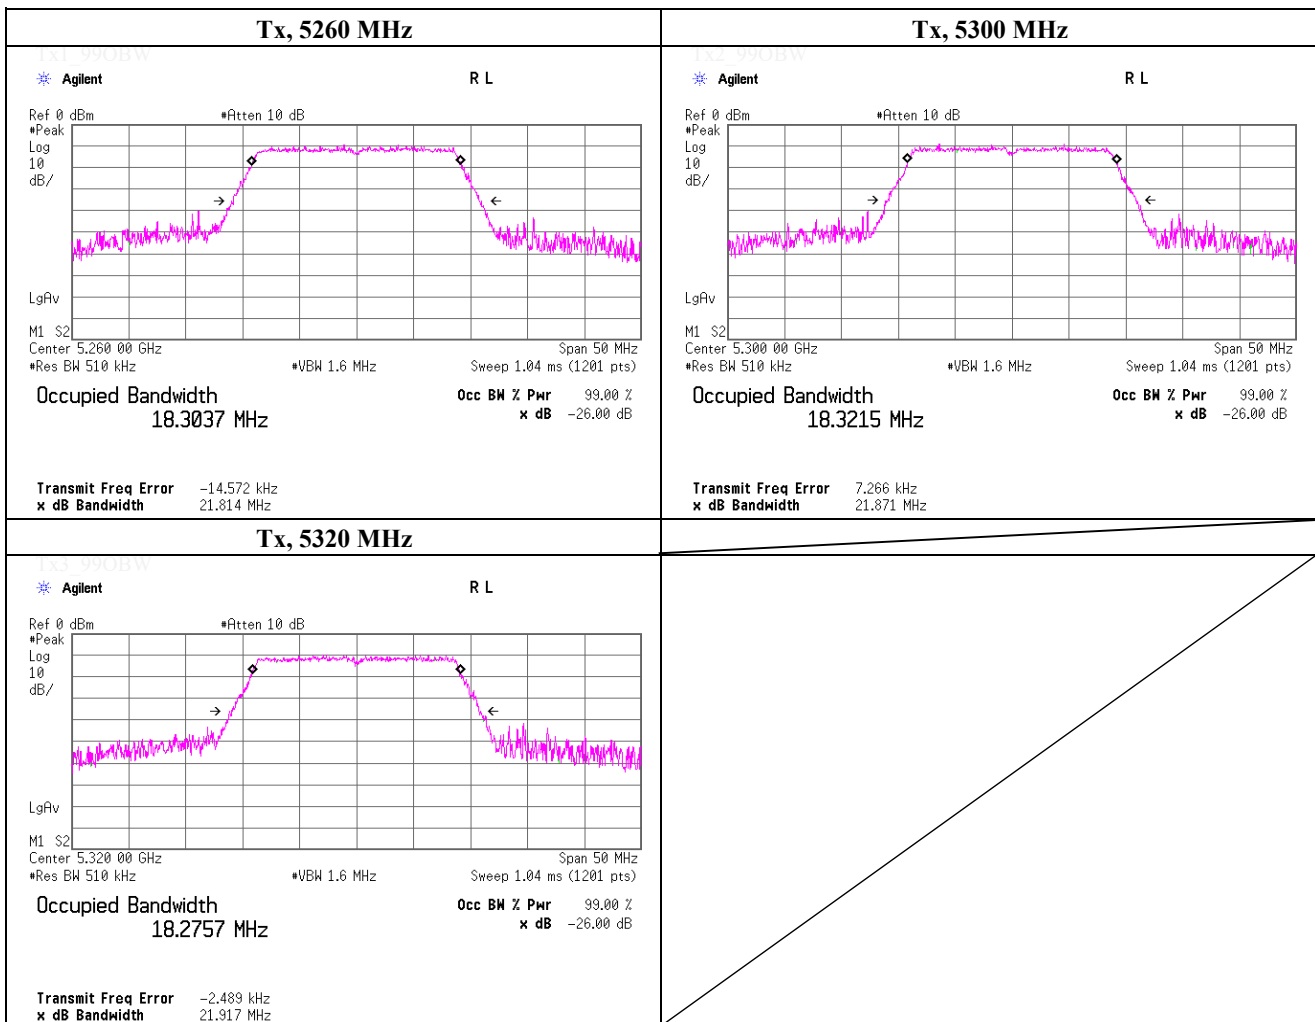 Tx, 5260 MHz
Tx1_99OBW
Agilent
R L
Ref 0 dBm
#Atten 10 dB
#Peak
Log
10
dB/
LgAv
M1 S2
Center 5.260 00 GHz
Span 50 MHz
#Res BW 510 kHz
#VBW 1.6 MHz
Sweep 1.04 ms (1201 pts)
Occupied Bandwidth
18.3037 MHz
Occ BW % Pwr 99.00 %
x dB -26.00 dB
Transmit Freq Error -14.572 kHz
x dB Bandwidth 21.814 MHz
Tx, 5300 MHz
Tx2_99OBW
Agilent
R L
Ref 0 dBm
#Atten 10 dB
#Peak
Log
10
dB/
LgAv
M1 S2
Center 5.300 00 GHz
Span 50 MHz
#Res BW 510 kHz
#VBW 1.6 MHz
Sweep 1.04 ms (1201 pts)
Occupied Bandwidth
18.3215 MHz
Occ BW % Pwr 99.00 %
x dB -26.00 dB
Transmit Freq Error 7.266 kHz
x dB Bandwidth 21.871 MHz
Tx, 5320 MHz
Tx3_99OBW
Agilent
R L
Ref 0 dBm
#Atten 10 dB
#Peak
Log
10
dB/
LgAv
M1 S2
Center 5.320 00 GHz
Span 50 MHz
#Res BW 510 kHz
#VBW 1.6 MHz
Sweep 1.04 ms (1201 pts)
Occupied Bandwidth
18.2757 MHz
Occ BW % Pwr 99.00 %
x dB -26.00 dB
Transmit Freq Error -2.489 kHz
x dB Bandwidth 21.917 MHz